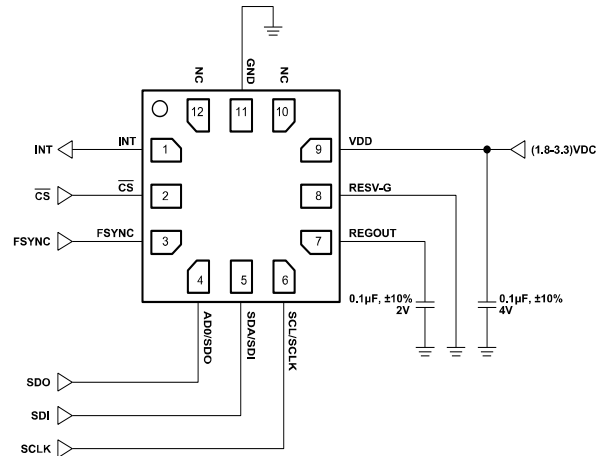 NC
GND
NC
12
11
10
INT
INT
1
9
VDD
(1.8-3.3)VDC
CS
CS
2
8
RESV-G
FSYNC
FSYNC
3
7
REGOUT
4
5
6
0.1µF, ±10%
2V
0.1µF, ±10%
4V
AD0/SDO
SDA/SDI
SCL/SCLK
SDO
SDI
SCLK